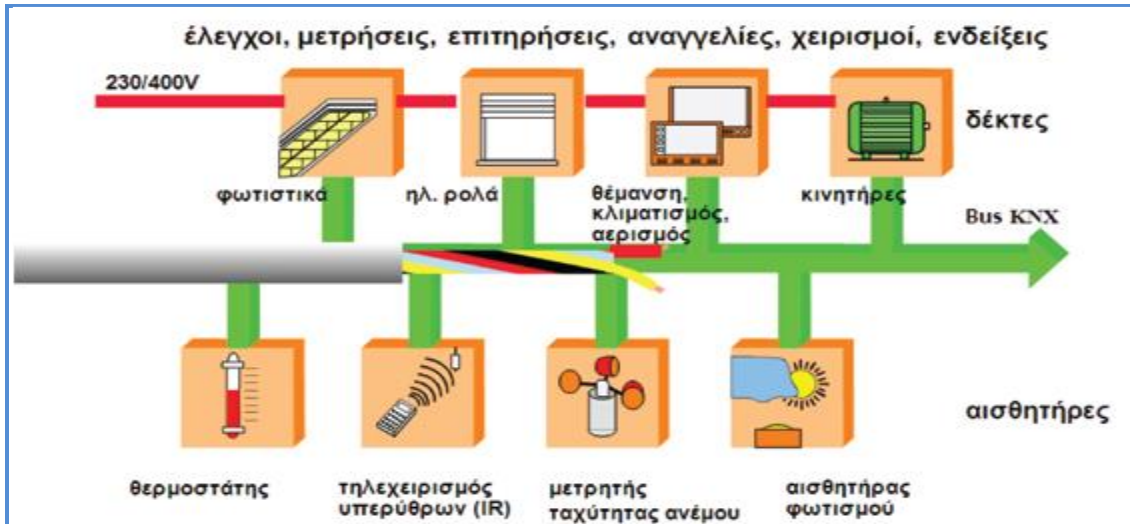 έλεγχοι, μετρήσεις, επιτηρήσεις, αναγγελίες, χειρισμοί, ενδείξεις
230/400V
δέκτες
φωτιστικά
ηλ. ρολά
θέμανση,
κλιματισμός,
αερισμός
κινητήρες
Bus KNX
αισθητήρες
θερμοστάτης
τηλεχειρισμός
υπερύθρων (IR)
μετρητής
ταχύτητας ανέμου
αισθητήρας
φωτισμού